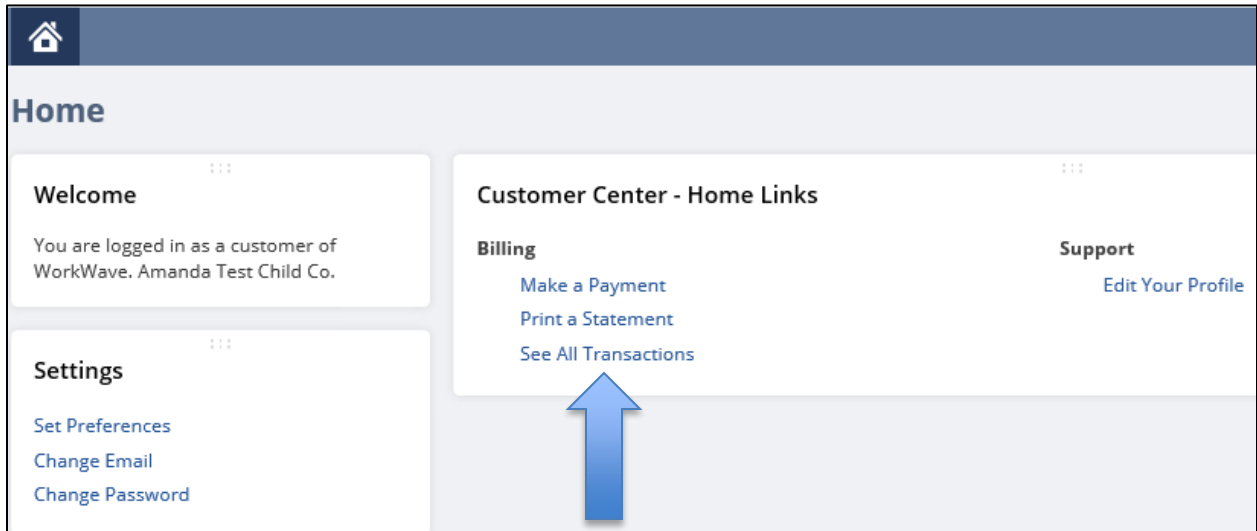 Home
Welcome
You are logged in as a customer of
WorkWave. Amanda Test Child Co.
Settings
Set Preferences
Change Email
Change Password
Customer Center - Home Links
Billing
Make a Payment
Print a Statement
See All Transactions
Support
Edit Your Profile